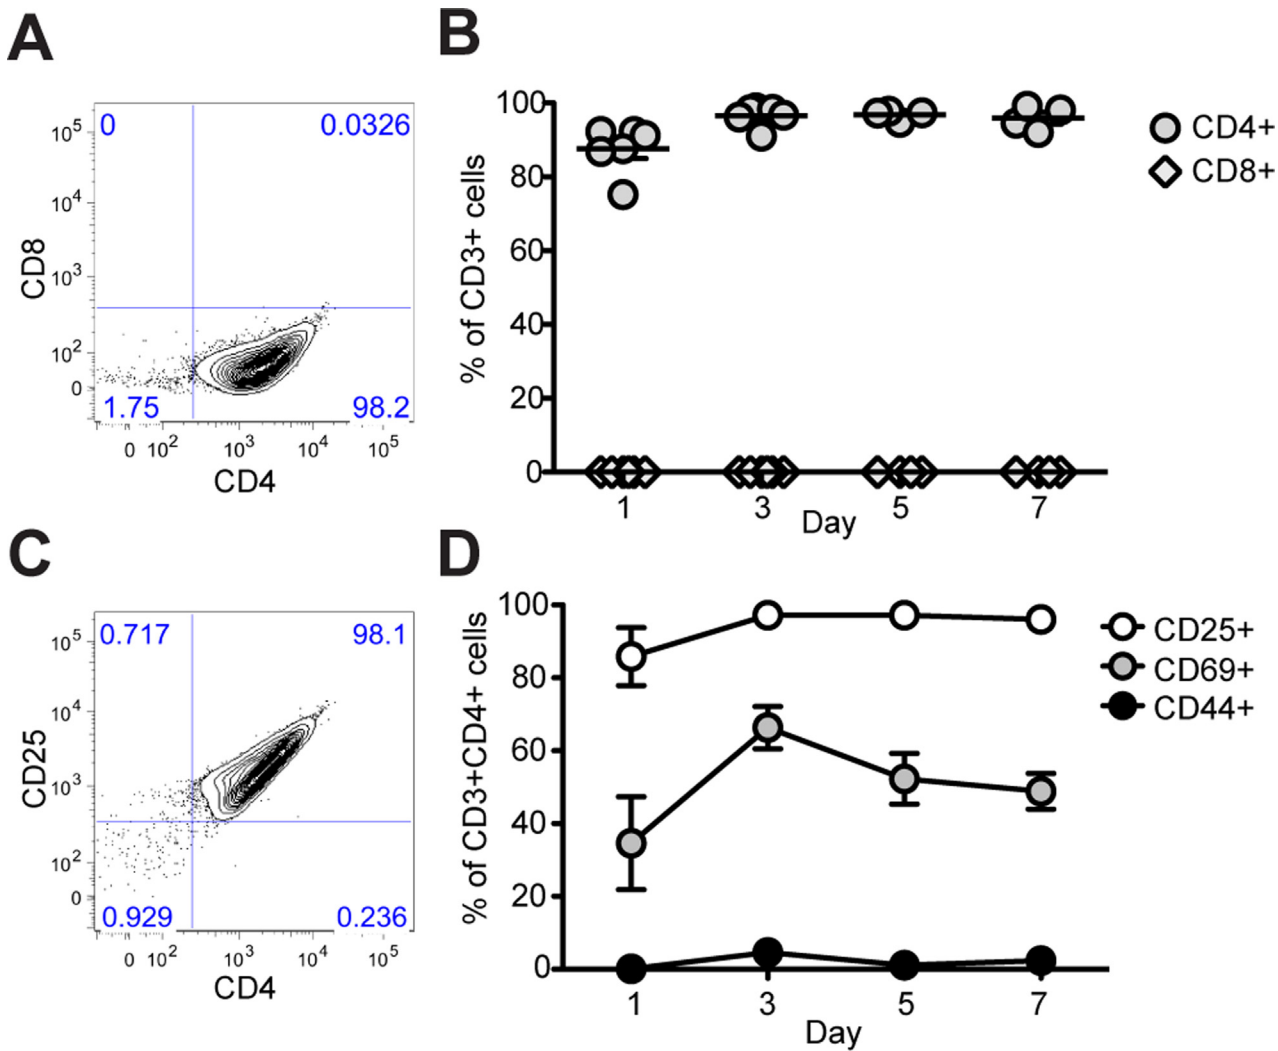 A
0 0.0326
10⁵
10⁴
10³
10²
0
CD8
1.75 98.2
0 10² 10³ 10⁴ 10⁵
CD4
B
100
80
60
40
20
0
% of CD3+ cells
1 3 5 7
Day
CD4+
CD8+
C
0.717 98.1
10⁵
10⁴
10³
10²
0
CD25
0.929 0.236
0 10² 10³ 10⁴ 10⁵
CD4
D
100
80
60
40
20
0
% of CD3+CD4+ cells
1 3 5 7
Day
CD25+
CD69+
CD44+